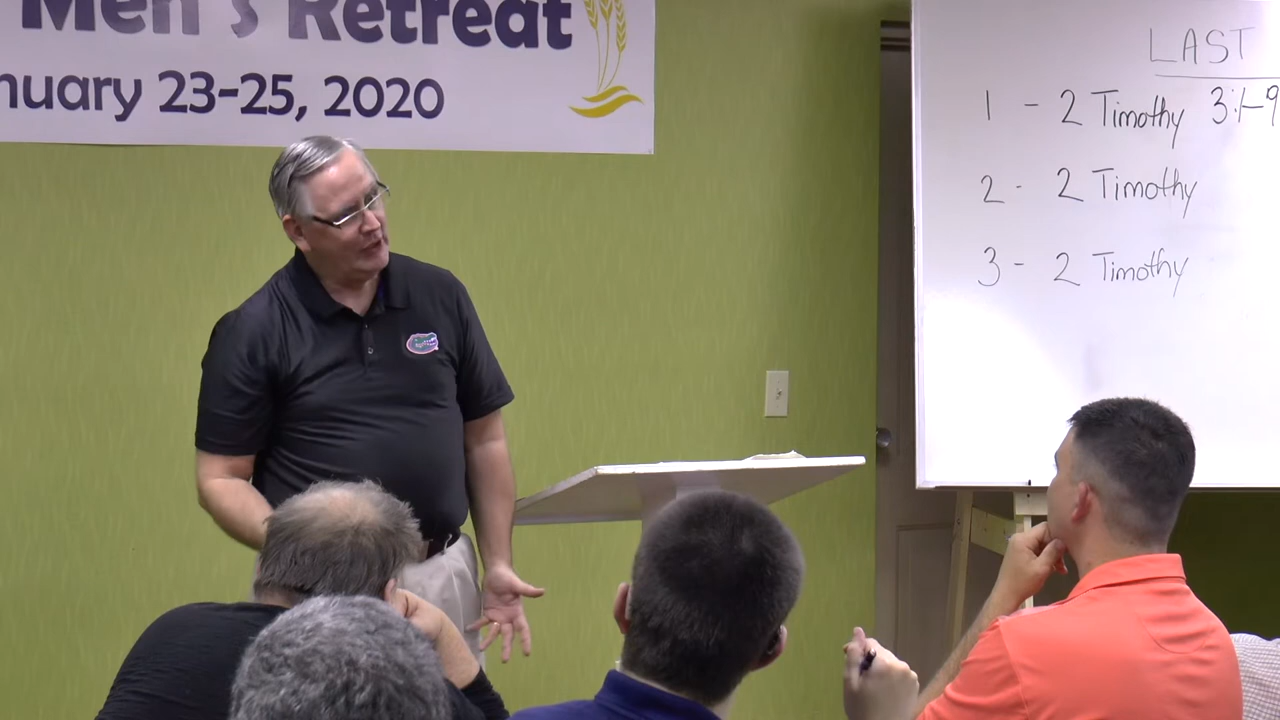 Men's Retreat
nuary 23-25, 2020
LAST
1 - 2 Timothy 3:1-9
2 - 2 Timothy
3 - 2 Timothy